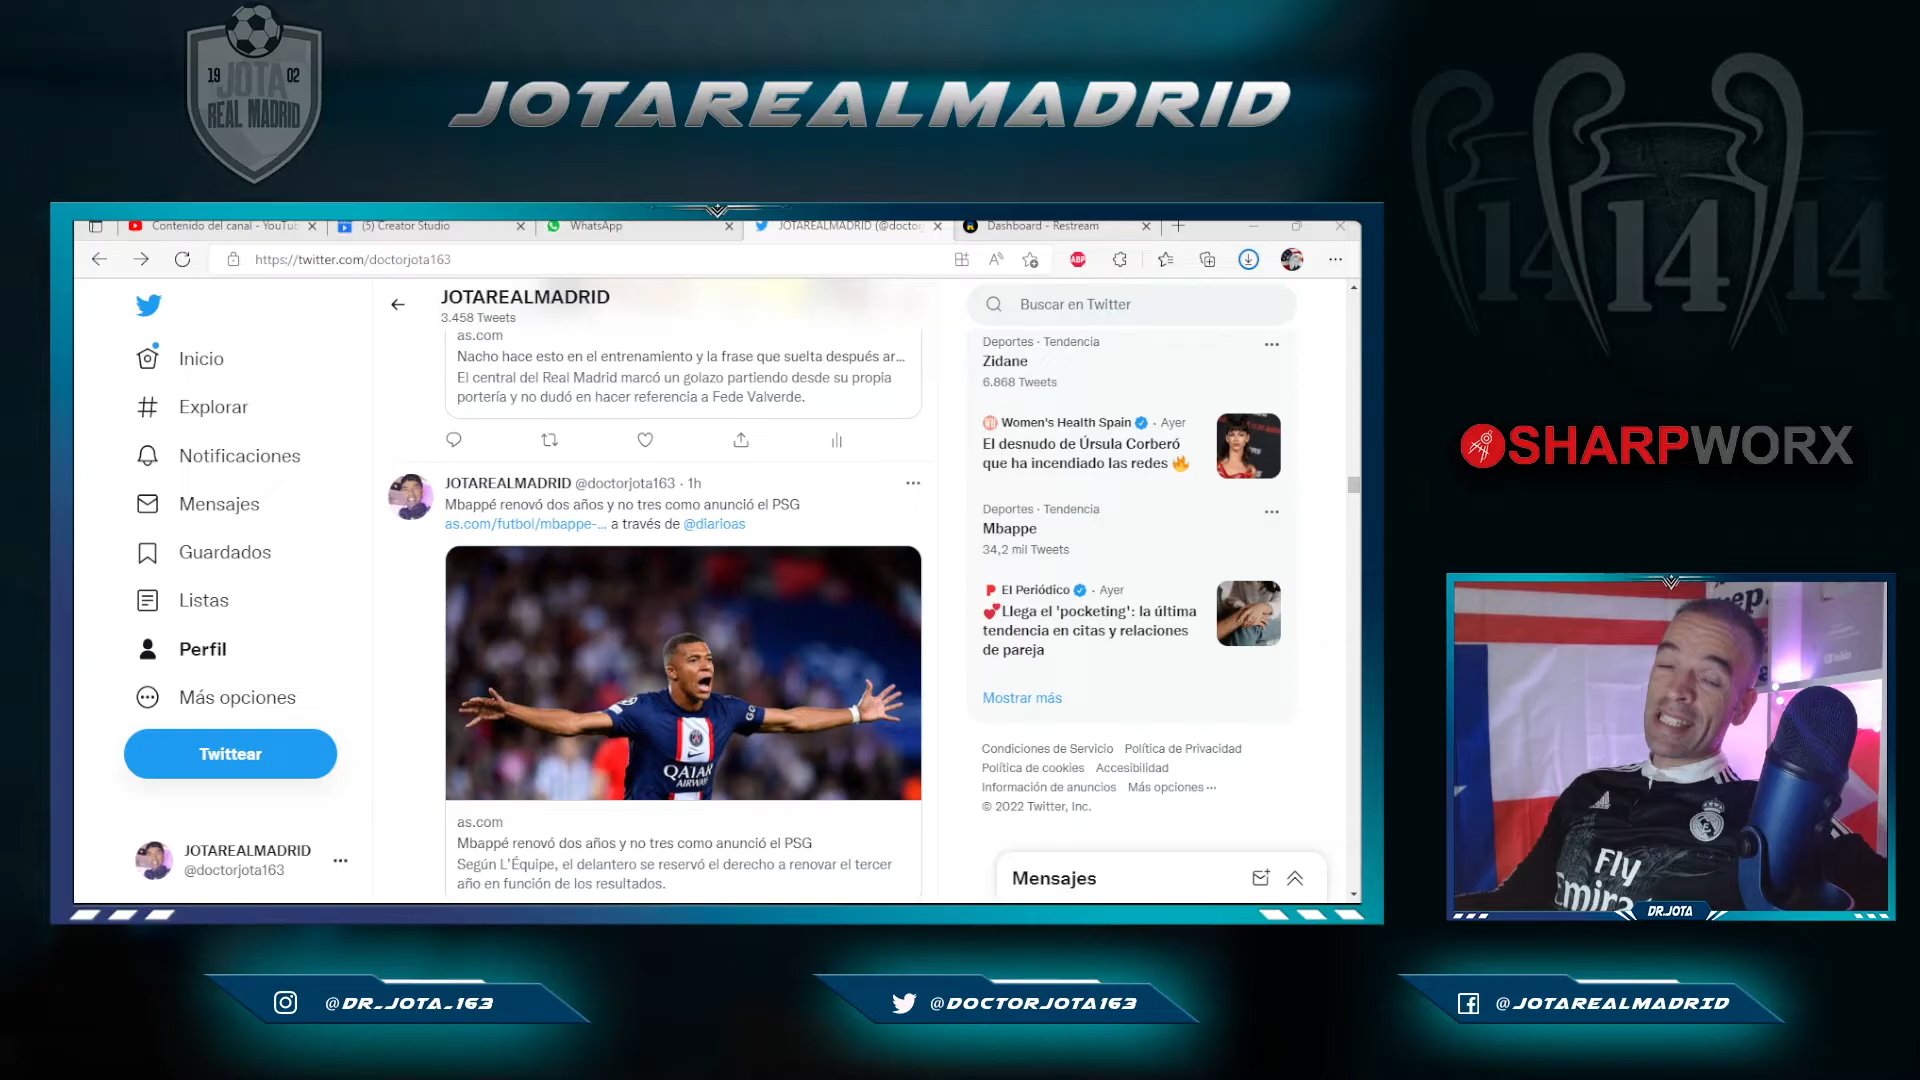 19 02
JOTA
REAL MADRID
JOTAREALMADRID
14 14 14
Contenido del canal - YouTub
(5) Creator Studio
WhatsApp
JOTAREALMADRID (@doctorj
Dashboard - Restream
https://twitter.com/doctorjota163
ABP
Inicio
Explorar
Notificaciones
Mensajes
Guardados
Listas
Perfil
Más opciones
Twittear
JOTAREALMADRID
@doctorjota163
JOTAREALMADRID
3.458 Tweets
as.com
Nacho hace esto en el entrenamiento y la frase que suelta después ar...
El central del Real Madrid marcó un golazo partiendo desde su propia
portería y no dudó en hacer referencia a Fede Valverde.
JOTAREALMADRID @doctorjota163 · 1h
Mbappé renovó dos años y no tres como anunció el PSG
as.com/futbol/mbappe-... a través de @diarioas
GO
QATAR
AIRWAYS
as.com
Mbappé renovó dos años y no tres como anunció el PSG
Según L'Équipe, el delantero se reservó el derecho a renovar el tercer
año en función de los resultados.
Buscar en Twitter
Deportes · Tendencia
Zidane
6.868 Tweets
Women's Health Spain · Ayer
El desnudo de Úrsula Corberó
que ha incendiado las redes 🔥
Deportes · Tendencia
Mbappe
34,2 mil Tweets
El Periódico · Ayer
💕Llega el 'pocketing': la última
tendencia en citas y relaciones
de pareja
Mostrar más
Condiciones de Servicio Política de Privacidad
Política de cookies Accesibilidad
Información de anuncios Más opciones ···
© 2022 Twitter, Inc.
Mensajes
SHARPWORX
Fly
Emira
DR.JOTA
@DR_JOTA_163
@DOCTORJOTA163
@JOTAREALMADRID